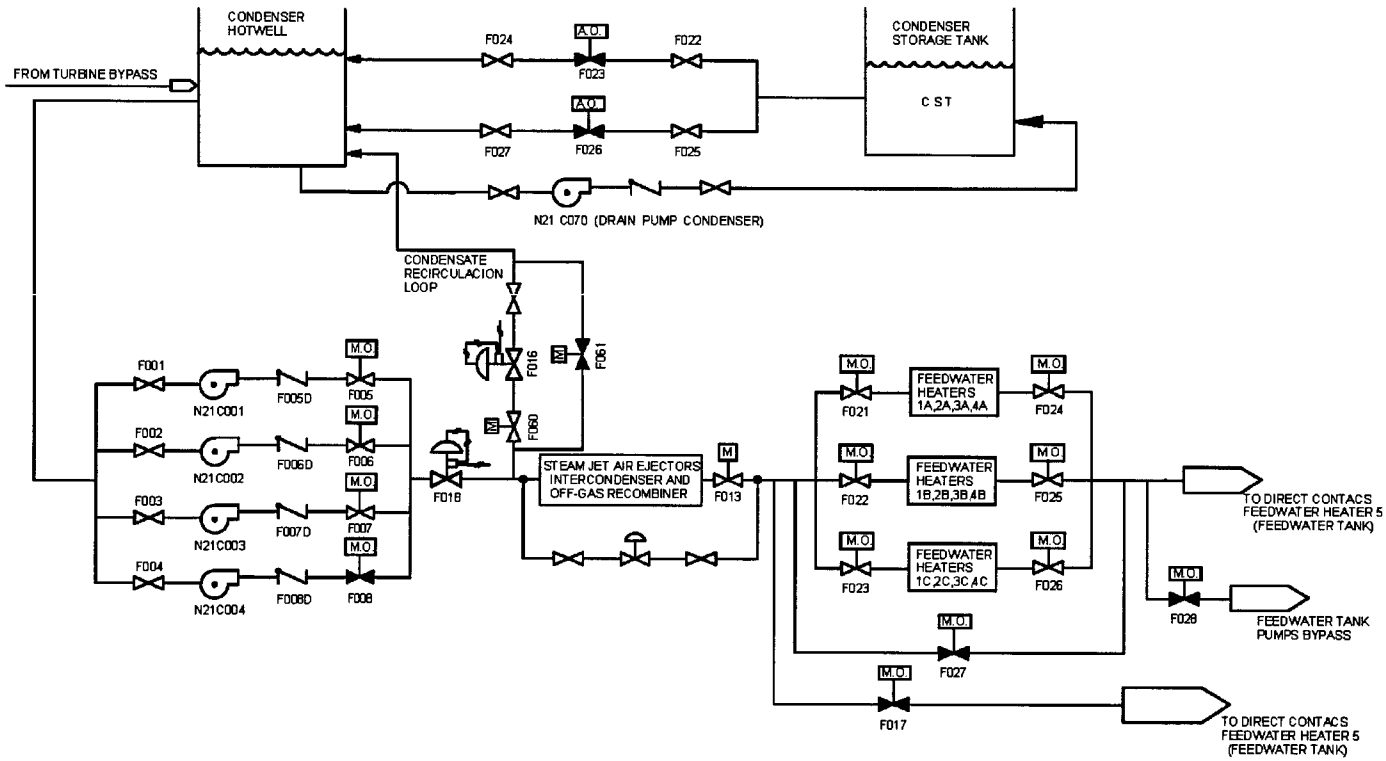 CONDENSER
HOTWELL
FROM TURBINE BYPASS
F024
A.O.
F023
F022
CONDENSER
STORAGE TANK
C S T
F027
A.O.
F026
F025
N21 C070 (DRAIN PUMP CONDENSER)
CONDENSATE
RECIRCULACION
LOOP
F016
M
F060
M
F061
F001
N21C001
F005D
M.O.
F005
F002
N21C002
F006D
M.O.
F006
F003
N21C003
F007D
M.O.
F007
F004
N21C004
F008D
M.O.
F008
F018
STEAM JET AIR EJECTORS
INTERCONDENSER AND
OFF-GAS RECOMBINER
M
F013
M.O.
F021
FEEDWATER
HEATERS
1A,2A,3A,4A
M.O.
F024
M.O.
F022
FEEDWATER
HEATERS
1B,2B,3B,4B
M.O.
F025
M.O.
F023
FEEDWATER
HEATERS
1C,2C,3C,4C
M.O.
F026
M.O.
F027
M.O.
F017
TO DIRECT CONTACS
FEEDWATER HEATER 5
(FEEDWATER TANK)
M.O.
F028
FEEDWATER TANK
PUMPS BYPASS
TO DIRECT CONTACS
FEEDWATER HEATER 5
(FEEDWATER TANK)